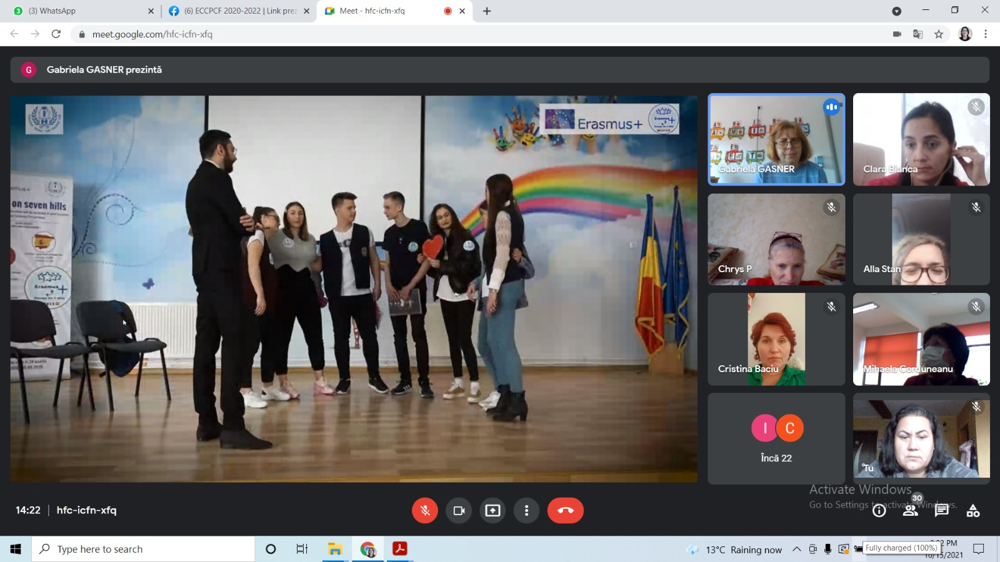 (3) WhatsApp
(6) ECCPCF 2020-2022 | Link prez
Meet - hfc-icfn-xfq
meet.google.com/hfc-icfn-xfq
G
Gabriela GASNER prezintă
Erasmus+
on seven hills
Erasmus+
Gabriela GASNER
Clara Bianca
Chrys P
Alla Stan
Cristina Baciu
Mihaela Corduneanu
I C
Încă 22
Tu
Activate Windows
Go to Settings to activate Windows.
14:22 | hfc-icfn-xfq
30
Type here to search
13°C Raining now
Fully charged (100%)
PM
10/15/2021